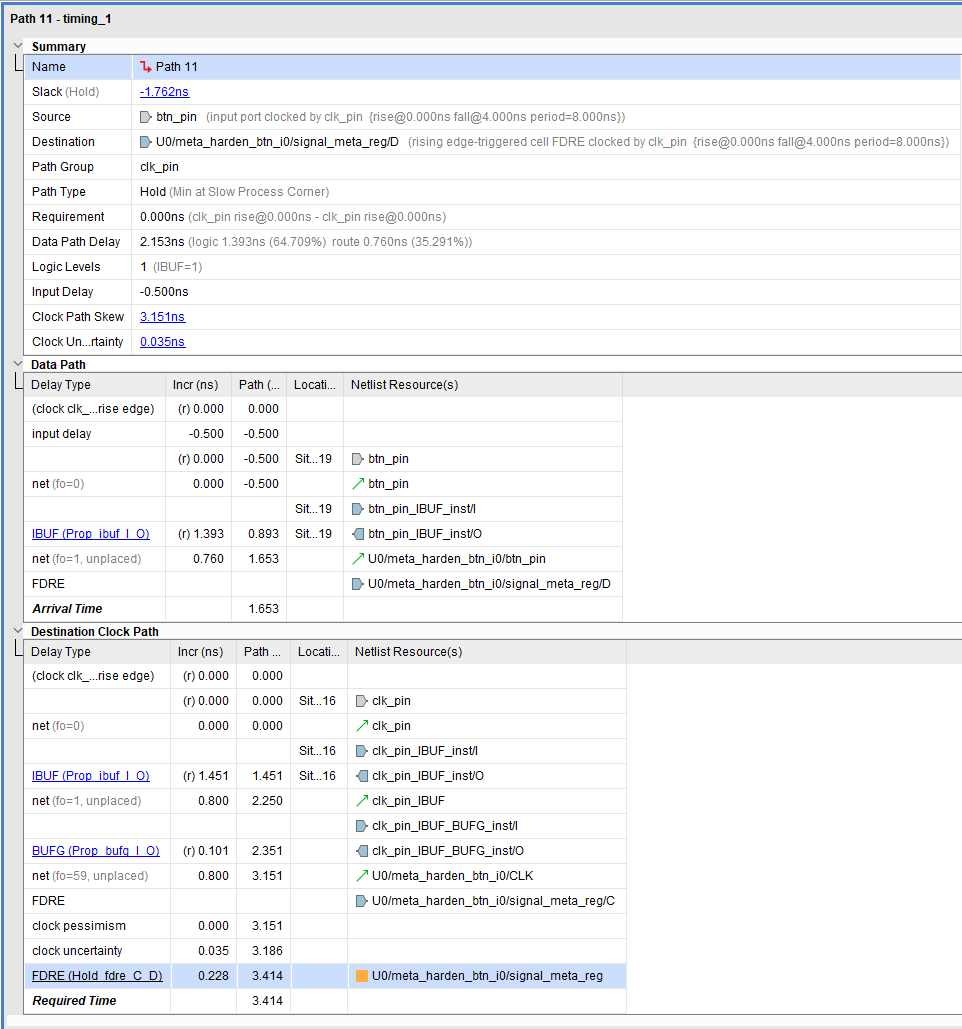 Path 11 - timing_1
Summary
Name Path 11
Slack (Hold) -1.762ns
Source btn_pin (input port clocked by clk_pin {rise@0.000ns fall@4.000ns period=8.000ns})
Destination U0/meta_harden_btn_i0/signal_meta_reg/D (rising edge-triggered cell FDRE clocked by clk_pin {rise@0.000ns fall@4.000ns period=8.000ns})
Path Group clk_pin
Path Type Hold (Min at Slow Process Corner)
Requirement 0.000ns (clk_pin rise@0.000ns - clk_pin rise@0.000ns)
Data Path Delay 2.153ns (logic 1.393ns (64.709%) route 0.760ns (35.291%))
Logic Levels 1 (IBUF=1)
Input Delay -0.500ns
Clock Path Skew 3.151ns
Clock Un...rtainty 0.035ns
Data Path
Delay Type Incr (ns) Path (... Locati... Netlist Resource(s)
(clock clk_...rise edge) (r) 0.000 0.000
input delay -0.500 -0.500
(r) 0.000 -0.500 Sit...19 btn_pin
net (fo=0) 0.000 -0.500 btn_pin
Sit...19 btn_pin_IBUF_inst/I
IBUF (Prop_ibuf_I_O) (r) 1.393 0.893 Sit...19 btn_pin_IBUF_inst/O
net (fo=1, unplaced) 0.760 1.653 U0/meta_harden_btn_i0/btn_pin
FDRE U0/meta_harden_btn_i0/signal_meta_reg/D
Arrival Time 1.653
Destination Clock Path
Delay Type Incr (ns) Path ... Locati... Netlist Resource(s)
(clock clk_...rise edge) (r) 0.000 0.000
(r) 0.000 0.000 Sit...16 clk_pin
net (fo=0) 0.000 0.000 clk_pin
Sit...16 clk_pin_IBUF_inst/I
IBUF (Prop_ibuf_I_O) (r) 1.451 1.451 Sit...16 clk_pin_IBUF_inst/O
net (fo=1, unplaced) 0.800 2.250 clk_pin_IBUF
clk_pin_IBUF_BUFG_inst/I
BUFG (Prop_bufg_I_O) (r) 0.101 2.351 clk_pin_IBUF_BUFG_inst/O
net (fo=59, unplaced) 0.800 3.151 U0/meta_harden_btn_i0/CLK
FDRE U0/meta_harden_btn_i0/signal_meta_reg/C
clock pessimism 0.000 3.151
clock uncertainty 0.035 3.186
FDRE (Hold_fdre_C_D) 0.228 3.414 U0/meta_harden_btn_i0/signal_meta_reg
Required Time 3.414